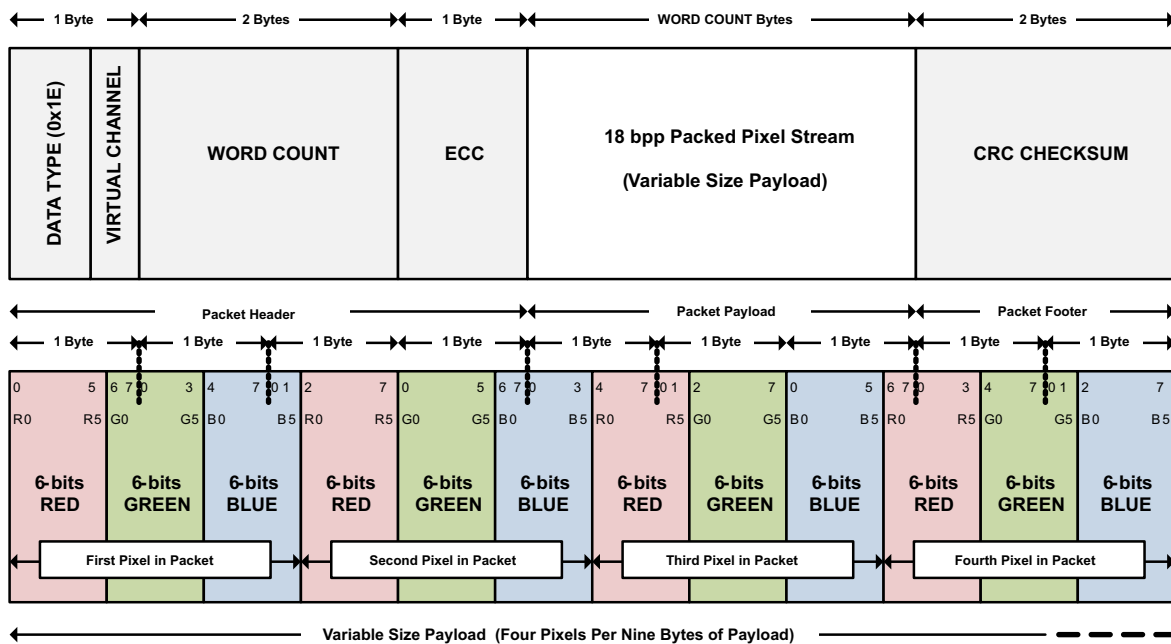 1 Byte 2 Bytes 1 Byte WORD COUNT Bytes 2 Bytes
DATA TYPE (0x1E)
VIRTUAL CHANNEL
WORD COUNT
ECC
18 bpp Packed Pixel Stream
(Variable Size Payload)
CRC CHECKSUM
Packet Header Packet Payload Packet Footer
1 Byte 1 Byte 1 Byte 1 Byte 1 Byte 1 Byte 1 Byte 1 Byte 1 Byte
0 5 6 7 0 3 4 7 0 1 2 7 0 5 6 7 0 3 4 7 0 1 2 7 0 5 6 7 0 3 4 7 0 1 2 7
R0 R5 G0 G5 B0 B5 R0 R5 G0 G5 B0 B5 R0 R5 G0 G5 B0 B5 R0 R5 G0 G5 B0 B5
6-bits 6-bits 6-bits 6-bits 6-bits 6-bits 6-bits 6-bits 6-bits 6-bits 6-bits 6-bits
RED GREEN BLUE RED GREEN BLUE RED GREEN BLUE RED GREEN BLUE
First Pixel in Packet Second Pixel in Packet Third Pixel in Packet Fourth Pixel in Packet
Variable Size Payload (Four Pixels Per Nine Bytes of Payload)